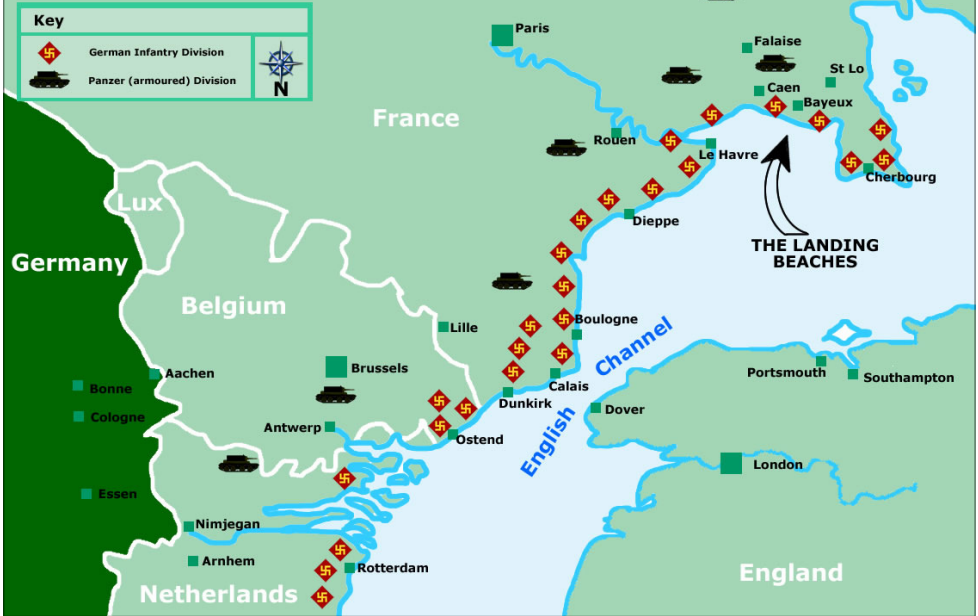 Key
German Infantry Division
Panzer (armoured) Division
N
Paris
Falaise
St Lo
Caen
Bayeux
France
Rouen
Le Havre
Cherbourg
Lux
Dieppe
THE LANDING
BEACHES
Germany
Belgium
Lille
Boulogne
English Channel
Brussels
Aachen
Bonne
Cologne
Calais
Dunkirk
Portsmouth
Southampton
Dover
Antwerp
Ostend
London
Essen
Nimjegan
Arnhem
Rotterdam
Netherlands
England